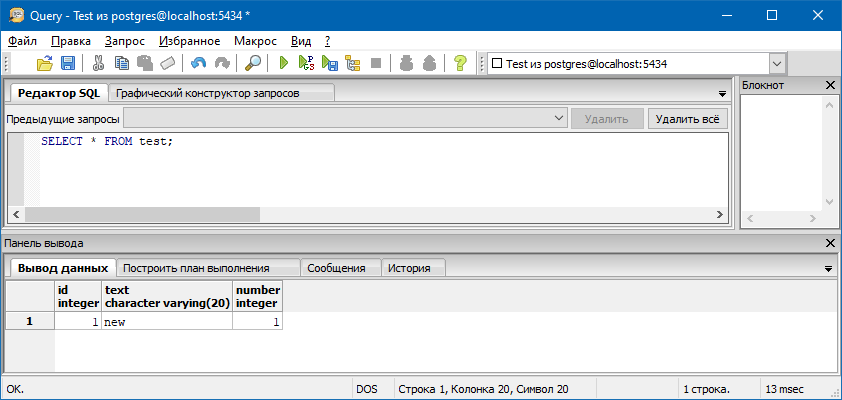 Query - Test из postgres@localhost:5434 *
Файл Правка Запрос Избранное Макрос Вид ?
Test из postgres@localhost:5434
Редактор SQL Графический конструктор запросов
Блокнот
Предыдущие запросы Удалить Удалить всё
SELECT * FROM test;
Панель вывода
Вывод данных Построить план выполнения Сообщения История
id text number
integer character varying(20) integer
1 1 new 1
OK. DOS Строка 1, Колонка 20, Символ 20 1 строка. 13 msec